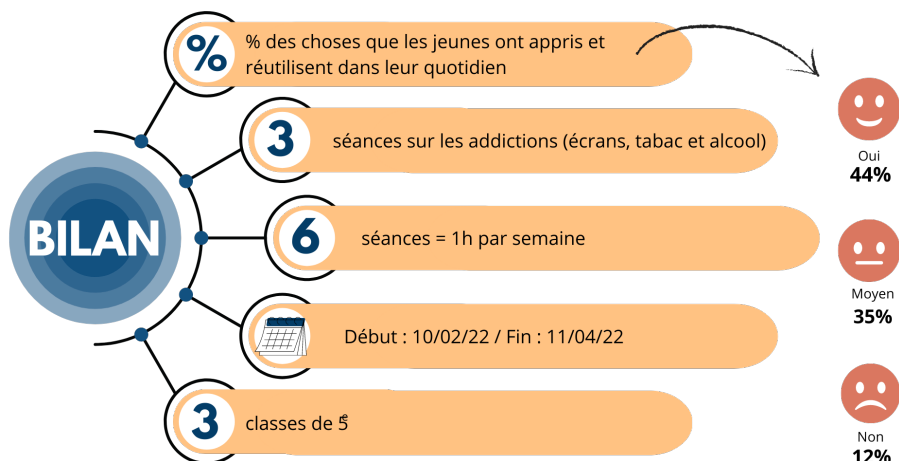 %
% des choses que les jeunes ont appris et
réutilisent dans leur quotidien
3
séances sur les addictions (écrans, tabac et alcool)
BILAN
6
séances = 1h par semaine
Début : 10/02/22 / Fin : 11/04/22
3
classes de 5e
Oui
44%
Moyen
35%
Non
12%